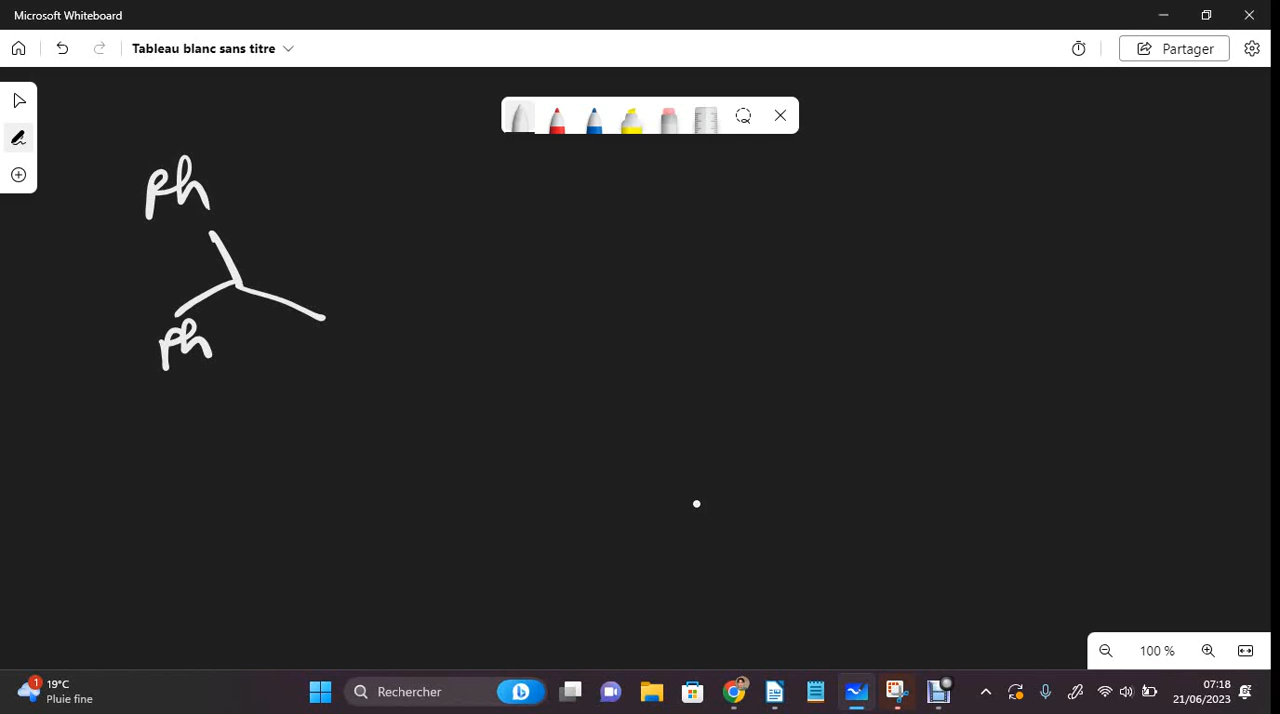 Microsoft Whiteboard
Tableau blanc sans titre
Partager
Ph
Ph
100 %
1
19°C
Pluie fine
Rechercher
07:18
21/06/2023